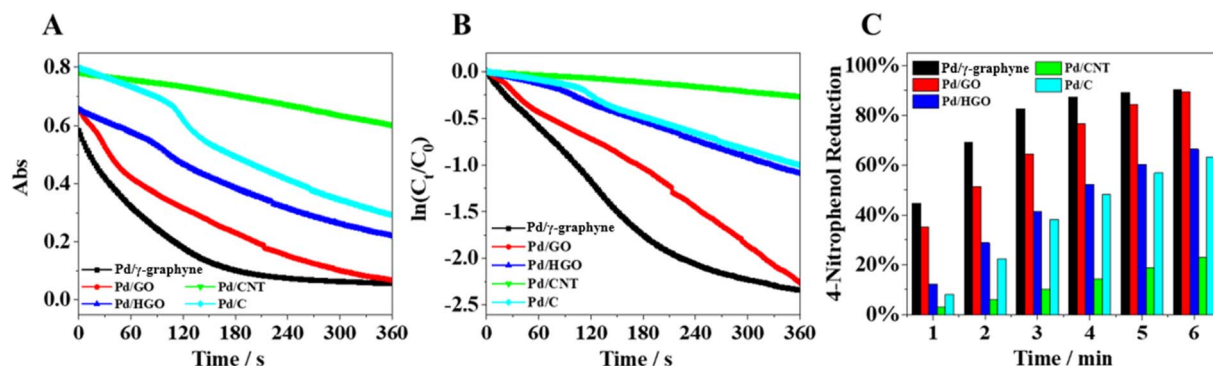 A
Abs
0.8
0.6
0.4
0.2
0.0
Pd/γ-graphyne
Pd/GO
Pd/CNT
Pd/HGO
Pd/C
0 60 120 180 240 300 360
Time / s
B
ln(Ct/C0)
0.0
-0.5
-1.0
-1.5
-2.0
-2.5
Pd/γ-graphyne
Pd/GO
Pd/HGO
Pd/CNT
Pd/C
0 60 120 180 240 300 360
Time / s
C
4-Nitrophenol Reduction
100%
80%
60%
40%
20%
0%
Pd/γ-graphyne
Pd/CNT
Pd/GO
Pd/C
Pd/HGO
1 2 3 4 5 6
Time / min